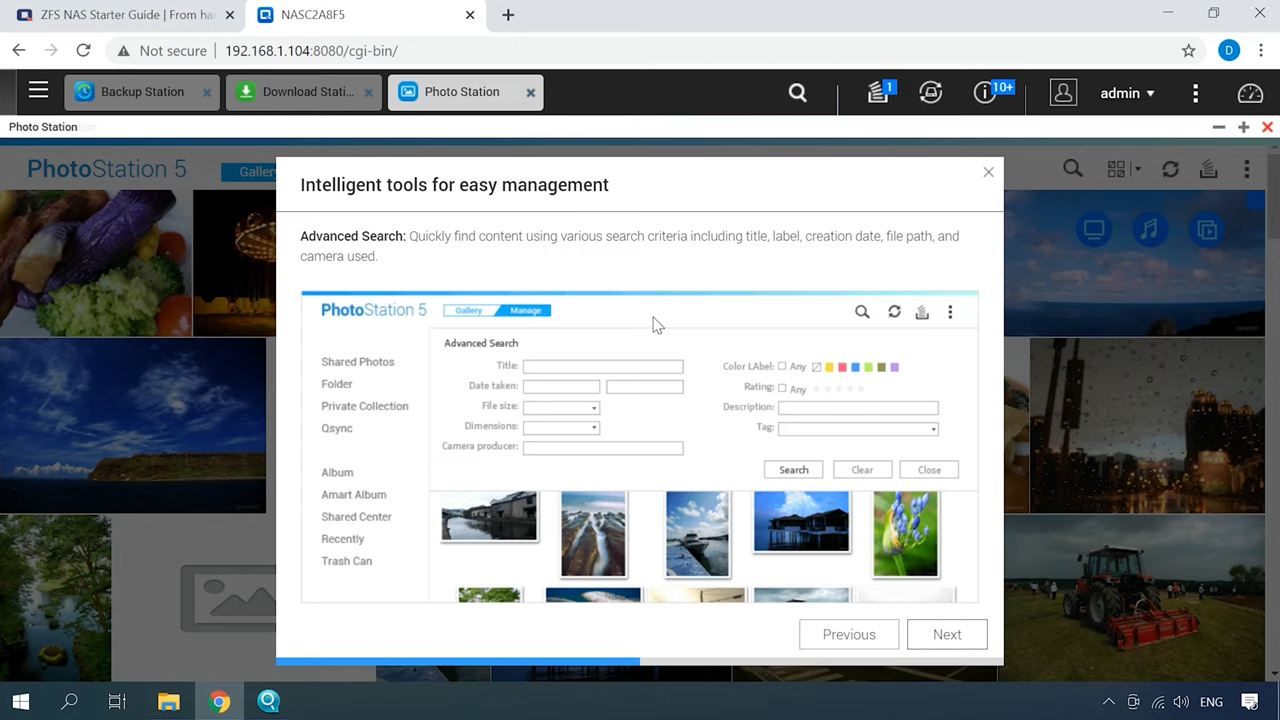 ZFS NAS Starter Guide | From ha
NASC2A8F5
Not secure
192.168.1.104:8080/cgi-bin/
D
Backup Station
Download Stati...
Photo Station
1
10+
admin
Photo Station
PhotoStation 5
Gallery
Intelligent tools for easy management
Advanced Search: Quickly find content using various search criteria including title, label, creation date, file path, and
camera used.
PhotoStation 5
Gallery
Manage
Advanced Search
Title:
Color LAbel:
Any
Shared Photos
Date taken:
Rating:
Any
Folder
File size:
Description:
Private Collection
Dimensions:
Tag:
Qsync
Camera producer:
Search
Clear
Close
Album
Amart Album
Shared Center
Recently
Trash Can
Previous
Next
ENG